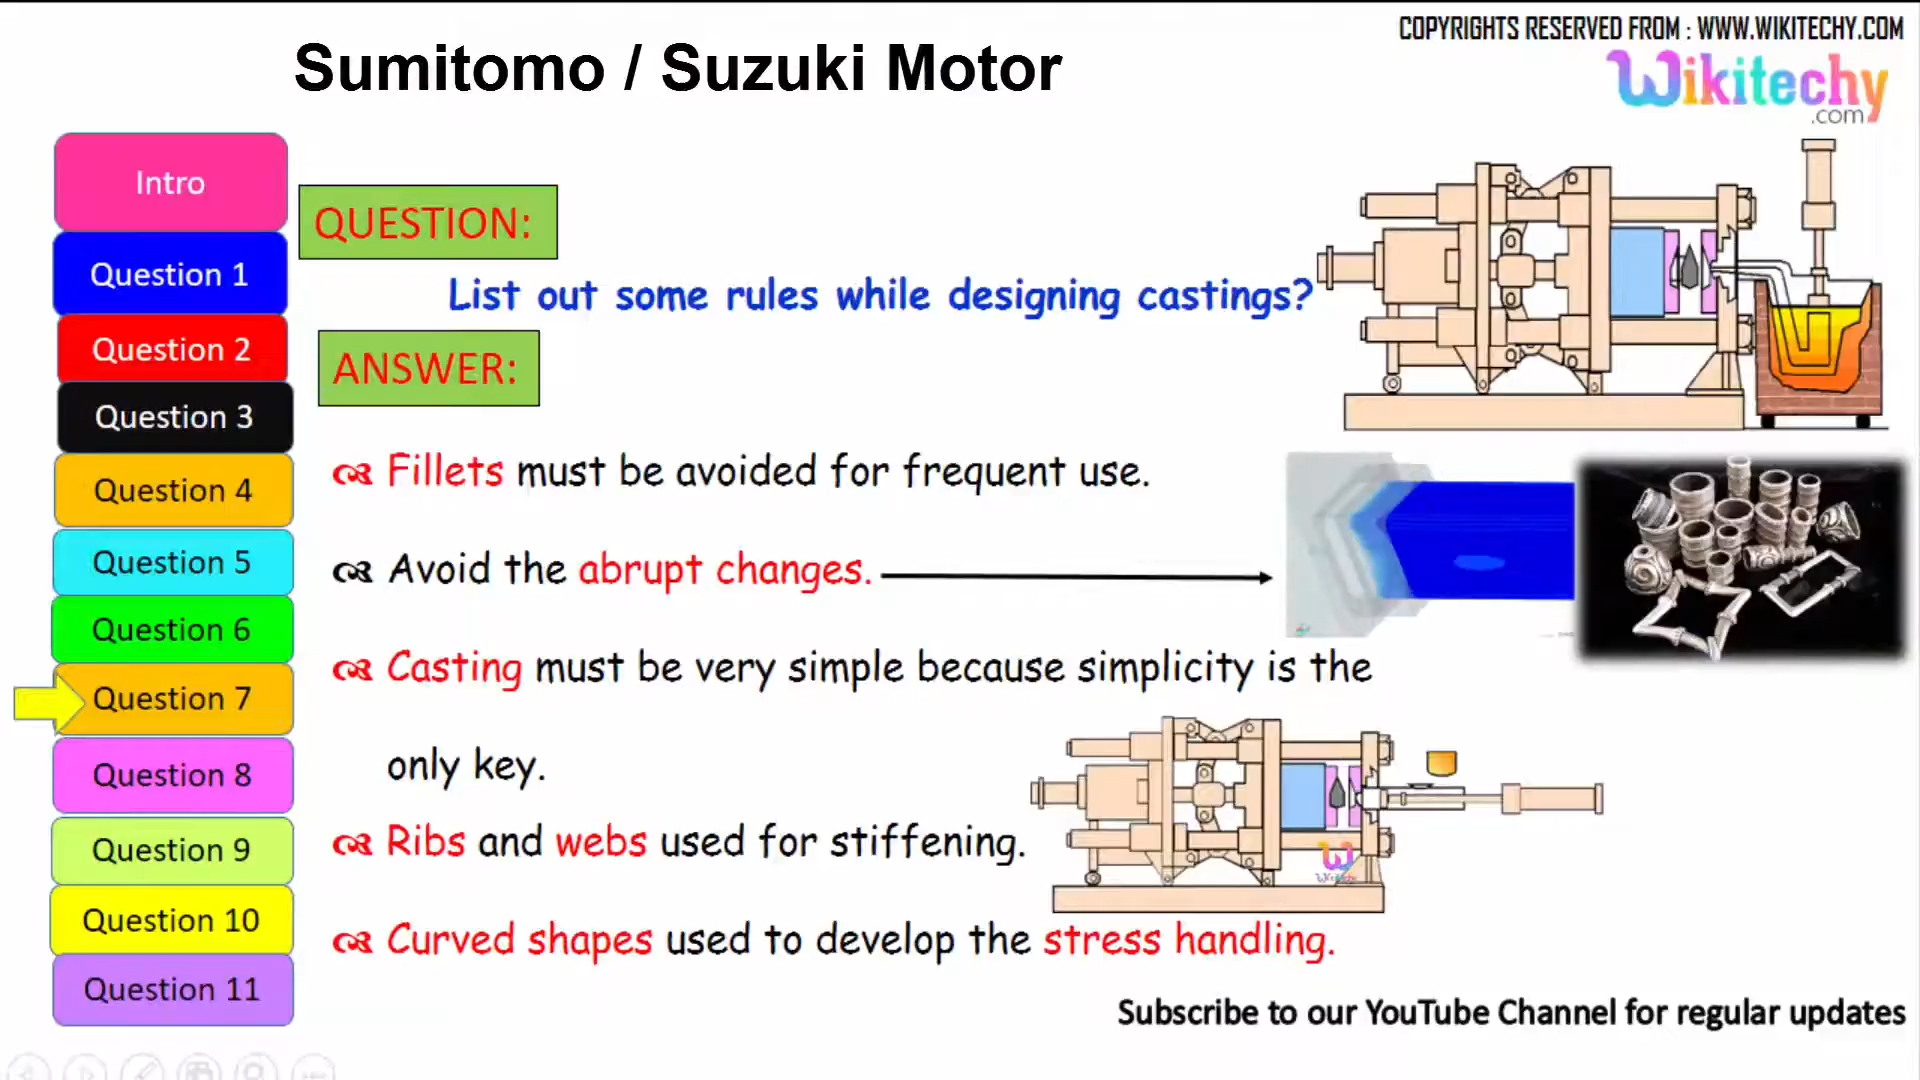 COPYRIGHTS RESERVED FROM : WWW.WIKITECHY.COM
Sumitomo / Suzuki Motor
Wikitechy
.com
Intro
Question 1
Question 2
Question 3
Question 4
Question 5
Question 6
Question 7
Question 8
Question 9
Question 10
Question 11
QUESTION:
List out some rules while designing castings?
ANSWER:
Fillets must be avoided for frequent use.
Avoid the abrupt changes.
Casting must be very simple because simplicity is the
only key.
Ribs and webs used for stiffening.
Curved shapes used to develop the stress handling.
Wikitechy
Subscribe to our YouTube Channel for regular updates